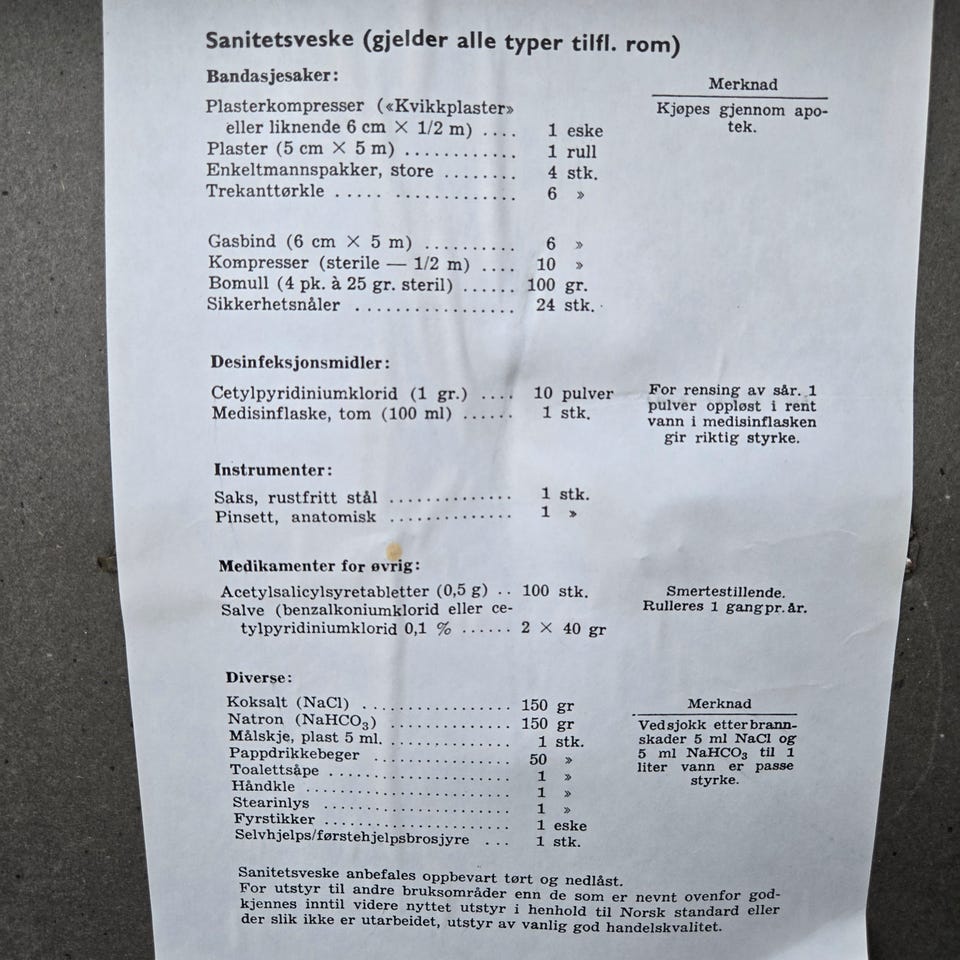 Sanitetsveske (gjelder alle typer tilfl. rom)
Bandasjesaker:
Merknad
Plasterkompresser («Kvikkplaster»
eller liknende 6 cm × 1/2 m) .... 1 eske
Kjøpes gjennom apo-
tek.
Plaster (5 cm × 5 m) ............ 1 rull
Enkeltmannspakker, store ........ 4 stk.
Trekanttørkle ..... ............. 6 »
Gasbind (6 cm × 5 m) .......... 6 »
Kompresser (sterile — 1/2 m) .... 10 »
Bomull (4 pk. à 25 gr. steril) ...... 100 gr.
Sikkerhetsnåler ................. 24 stk.
Desinfeksjonsmidler:
Cetylpyridiniumklorid (1 gr.) .... 10 pulver
Medisinflaske, tom (100 ml) ...... 1 stk.
For rensing av sår. 1
pulver oppløst i rent
vann i medisinflasken
gir riktig styrke.
Instrumenter:
Saks, rustfritt stål .............. 1 stk.
Pinsett, anatomisk .............. 1 »
Medikamenter for øvrig:
Acetylsalicylsyretabletter (0,5 g) .. 100 stk.
Salve (benzalkoniumklorid eller ce-
tylpyridiniumklorid 0,1 % ...... 2 × 40 gr
Smertestillende.
Rulleres 1 gang pr. år.
Diverse:
Koksalt (NaCl) .................. 150 gr
Natron (NaHCO₃) ................ 150 gr
Målskje, plast 5 ml. ............... 1 stk.
Pappdrikkebeger ................. 50 »
Toalettsåpe ...................... 1 »
Håndkle ......................... 1 »
Stearinlys ....................... 1 »
Fyrstikker ....................... 1 eske
Selvhjelps/førstehjelpsbrosjyre ... 1 stk.
Merknad
Ved sjokk etter brann-
skader 5 ml NaCl og
5 ml NaHCO₃ til 1
liter vann er passe
styrke.
Sanitetsveske anbefales oppbevart tørt og nedlåst.
For utstyr til andre bruksområder enn de som er nevnt ovenfor god-
kjennes inntil videre nyttet utstyr i henhold til Norsk standard eller
der slik ikke er utarbeidet, utstyr av vanlig god handelskvalitet.